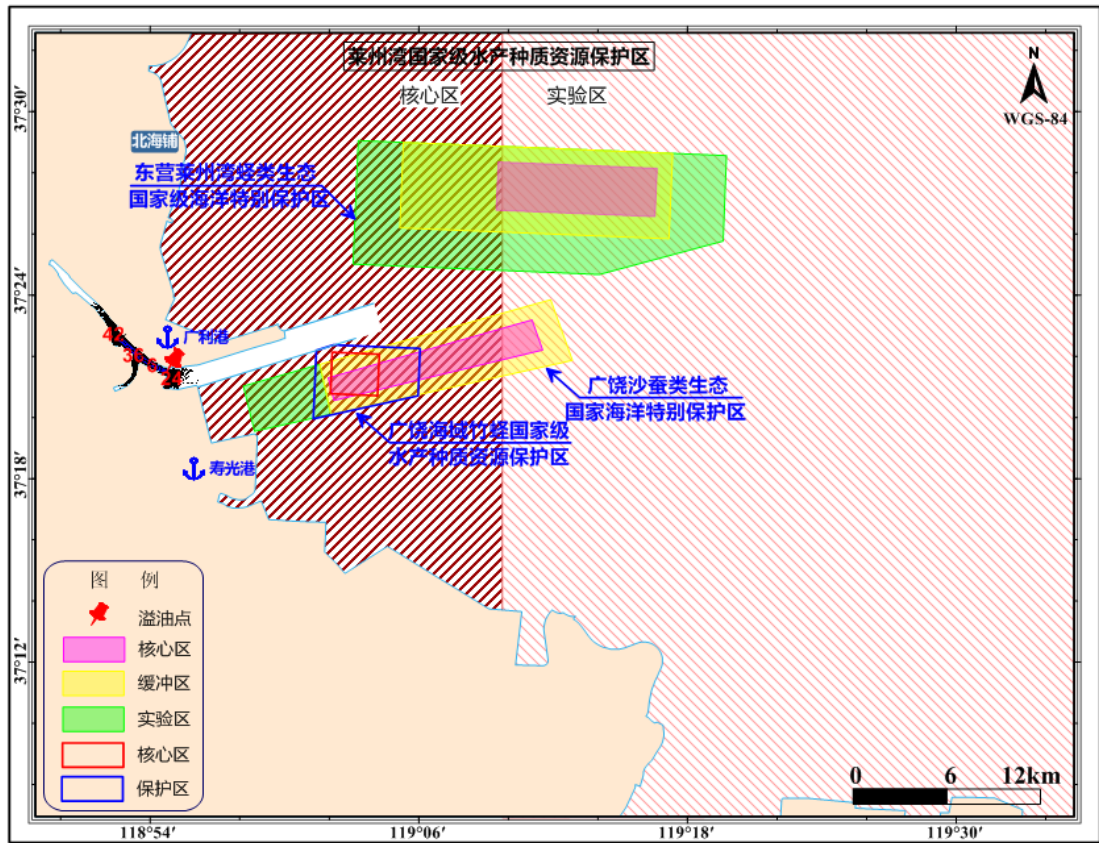 莱州湾国家级水产种质资源保护区
核心区
实验区
N
WGS-84
北海铺
东营莱州湾蛏类生态
国家级海洋特别保护区
广利港
42
36
6
24
广饶沙蚕类生态
国家海洋特别保护区
广饶海域竹蛏国家级
水产种质资源保护区
寿光港
图 例
溢油点
核心区
缓冲区
实验区
核心区
保护区
0 6 12km
37°30′
37°24′
37°18′
37°12′
118°54′
119°06′
119°18′
119°30′